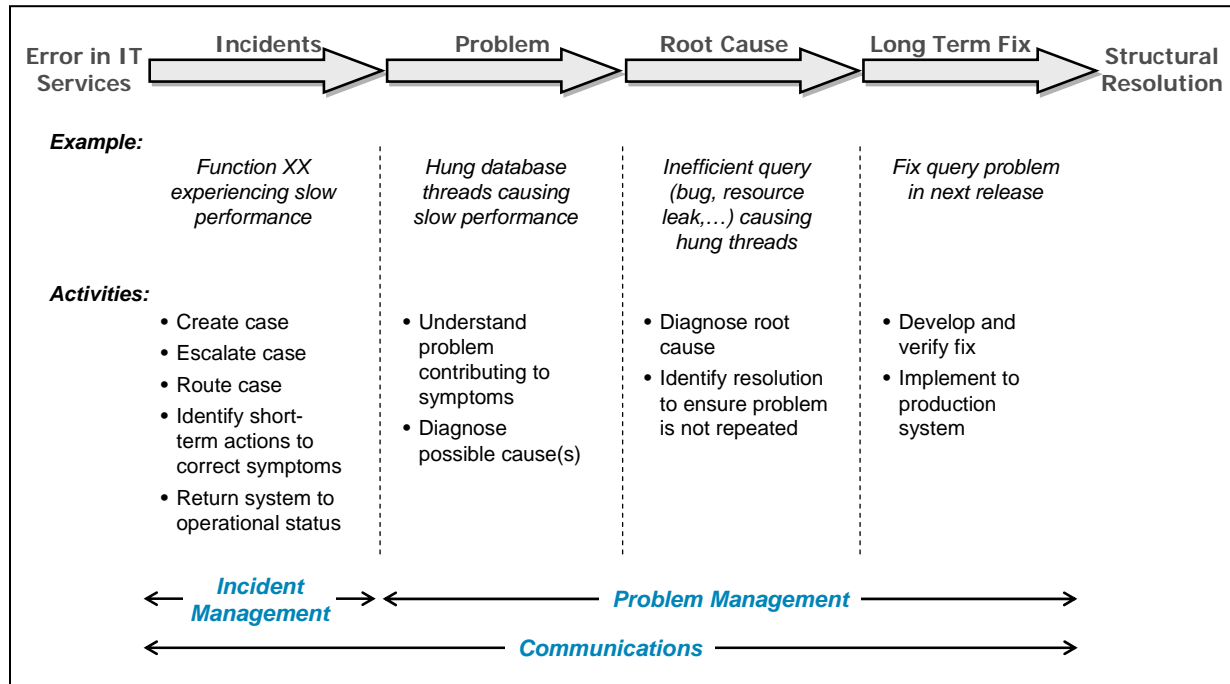 Error in IT
Services
Incidents
Problem
Root Cause
Long Term Fix
Structural
Resolution
Example:
Function XX
experiencing slow
performance
Hung database
threads causing
slow performance
Inefficient query
(bug, resource
leak,…) causing
hung threads
Fix query problem
in next release
Activities:
• Create case
• Escalate case
• Route case
• Identify short-
term actions to
correct symptoms
• Return system to
operational status
• Understand
problem
contributing to
symptoms
• Diagnose
possible cause(s)
• Diagnose root
cause
• Identify resolution
to ensure problem
is not repeated
• Develop and
verify fix
• Implement to
production
system
Incident
Management
Problem Management
Communications